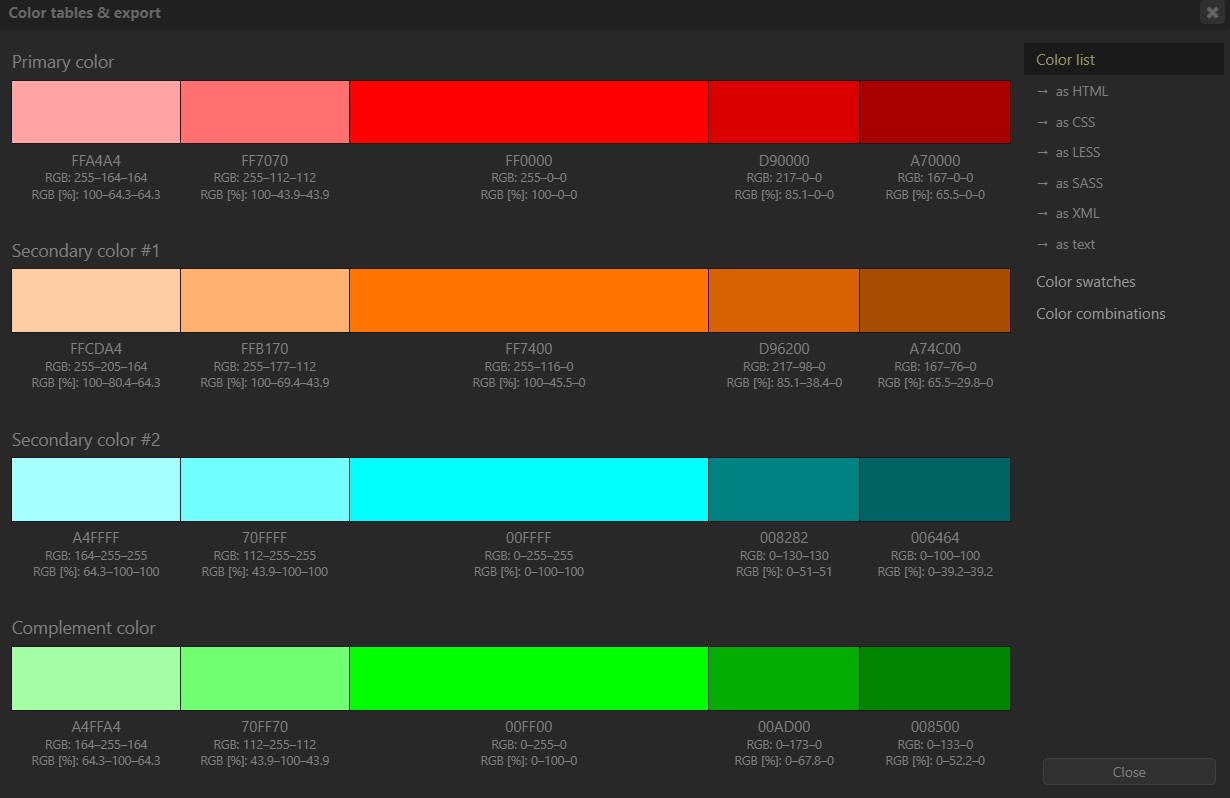 Color tables & export
Primary color
FFA4A4
RGB: 255–164–164
RGB [%]: 100–64.3–64.3
FF7070
RGB: 255–112–112
RGB [%]: 100–43.9–43.9
FF0000
RGB: 255–0–0
RGB [%]: 100–0–0
D90000
RGB: 217–0–0
RGB [%]: 85.1–0–0
A70000
RGB: 167–0–0
RGB [%]: 65.5–0–0
Secondary color #1
FFCDA4
RGB: 255–205–164
RGB [%]: 100–80.4–64.3
FFB170
RGB: 255–177–112
RGB [%]: 100–69.4–43.9
FF7400
RGB: 255–116–0
RGB [%]: 100–45.5–0
D96200
RGB: 217–98–0
RGB [%]: 85.1–38.4–0
A74C00
RGB: 167–76–0
RGB [%]: 65.5–29.8–0
Secondary color #2
A4FFFF
RGB: 164–255–255
RGB [%]: 64.3–100–100
70FFFF
RGB: 112–255–255
RGB [%]: 43.9–100–100
00FFFF
RGB: 0–255–255
RGB [%]: 0–100–100
008282
RGB: 0–130–130
RGB [%]: 0–51–51
006464
RGB: 0–100–100
RGB [%]: 0–39.2–39.2
Complement color
A4FFA4
RGB: 164–255–164
RGB [%]: 64.3–100–64.3
70FF70
RGB: 112–255–112
RGB [%]: 43.9–100–43.9
00FF00
RGB: 0–255–0
RGB [%]: 0–100–0
00AD00
RGB: 0–173–0
RGB [%]: 0–67.8–0
008500
RGB: 0–133–0
RGB [%]: 0–52.2–0
Color list
→ as HTML
→ as CSS
→ as LESS
→ as SASS
→ as XML
→ as text
Color swatches
Color combinations
Close